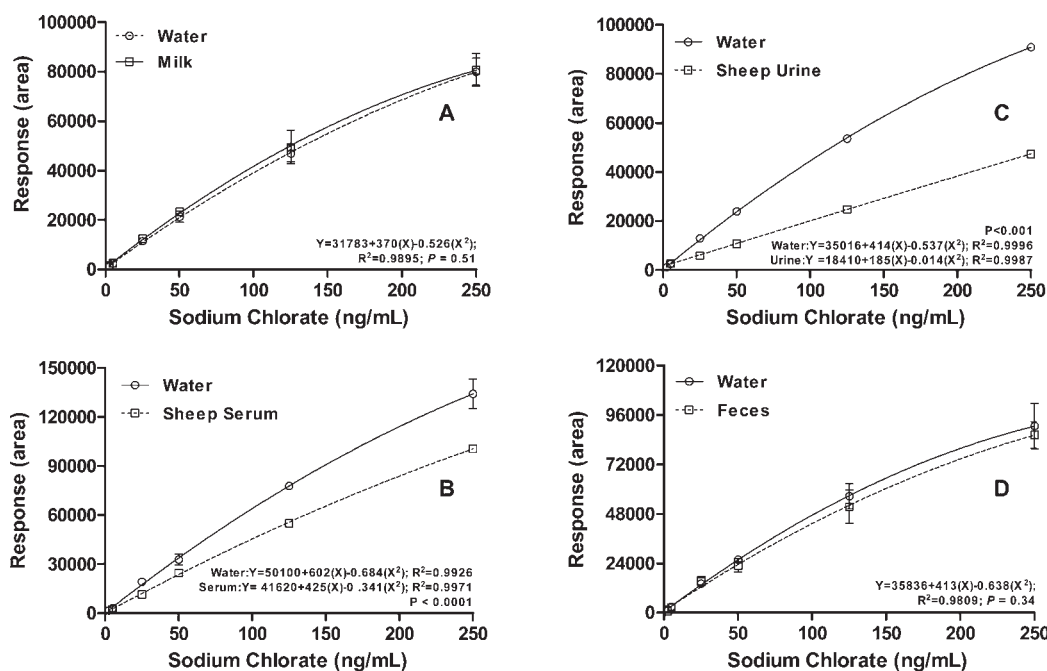 Water
Milk
A
Response (area)
100000
80000
60000
40000
20000
0
Y=31783+370(X)-0.526(X²);
R²=0.9895; P = 0.51
0 50 100 150 200 250
Sodium Chlorate (ng/mL)
Water
Sheep Urine
C
Response (area)
100000
80000
60000
40000
20000
0
P<0.001
Water:Y=35016+414(X)-0.537(X²); R²=0.9996
Urine:Y =18410+185(X)-0.014(X²); R²=0.9987
0 50 100 150 200 250
Sodium Chlorate (ng/mL)
Water
Sheep Serum
B
Response (area)
150000
120000
90000
60000
30000
0
Water:Y=50100+602(X)-0.684(X²); R²=0.9926
Serum:Y= 41620+425(X)-0 .341(X²); R²=0.9971
P < 0.0001
0 50 100 150 200 250
Sodium Chlorate (ng/mL)
Water
Feces
D
Response (area)
120000
96000
72000
48000
24000
0
Y=35836+413(X)-0.638(X²);
R²=0.9809; P = 0.34
0 50 100 150 200 250
Sodium Chlorate (ng/mL)